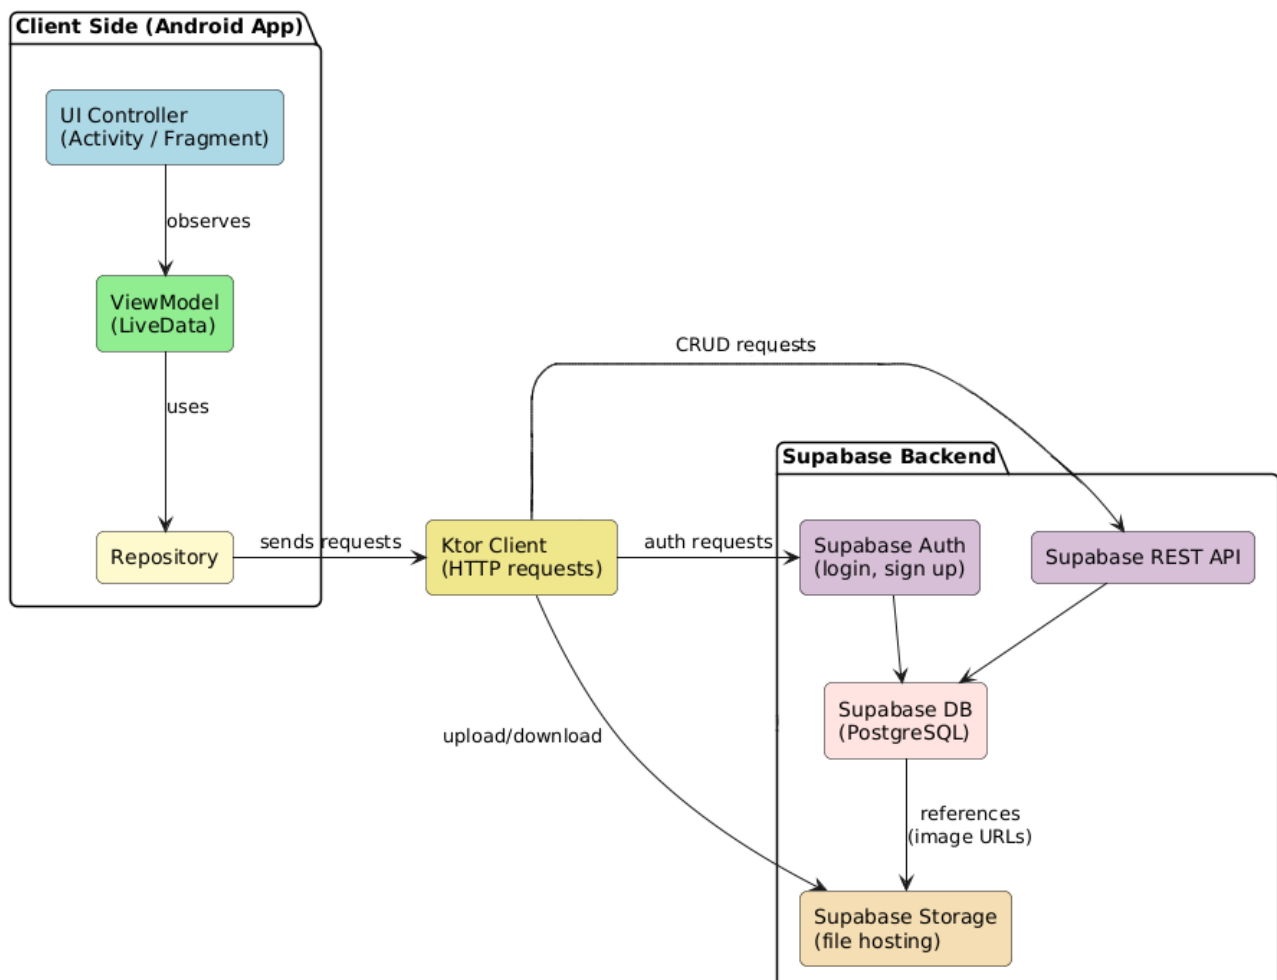 Client Side (Android App)
UI Controller
(Activity / Fragment)
observes
ViewModel
(LiveData)
uses
Repository
sends requests
Ktor Client
(HTTP requests)
CRUD requests
auth requests
upload/download
Supabase Backend
Supabase Auth
(login, sign up)
Supabase REST API
Supabase DB
(PostgreSQL)
references
(image URLs)
Supabase Storage
(file hosting)